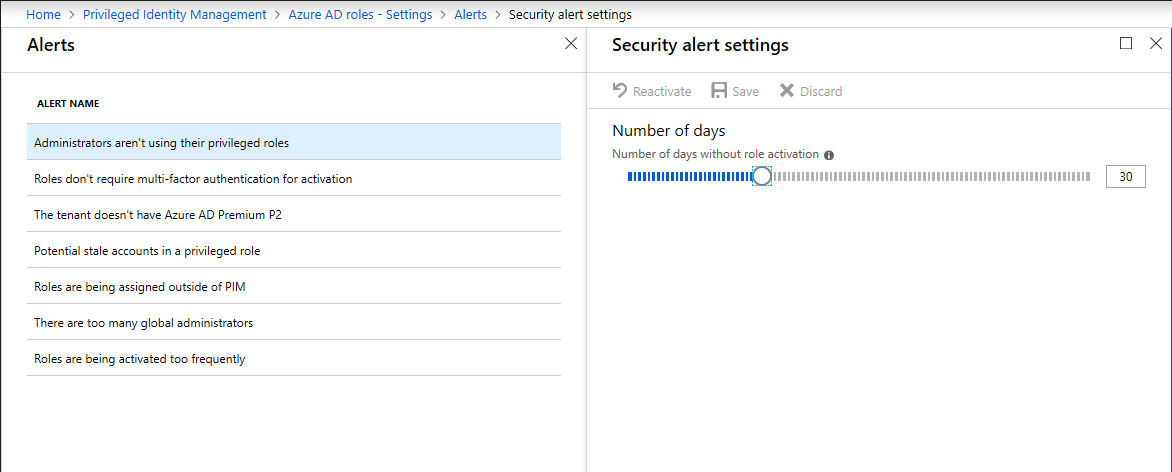 Home > Privileged Identity Management > Azure AD roles - Settings > Alerts > Security alert settings
Alerts
ALERT NAME
Administrators aren't using their privileged roles
Roles don't require multi-factor authentication for activation
The tenant doesn't have Azure AD Premium P2
Potential stale accounts in a privileged role
Roles are being assigned outside of PIM
There are too many global administrators
Roles are being activated too frequently
Security alert settings
Reactivate Save Discard
Number of days
Number of days without role activation
30